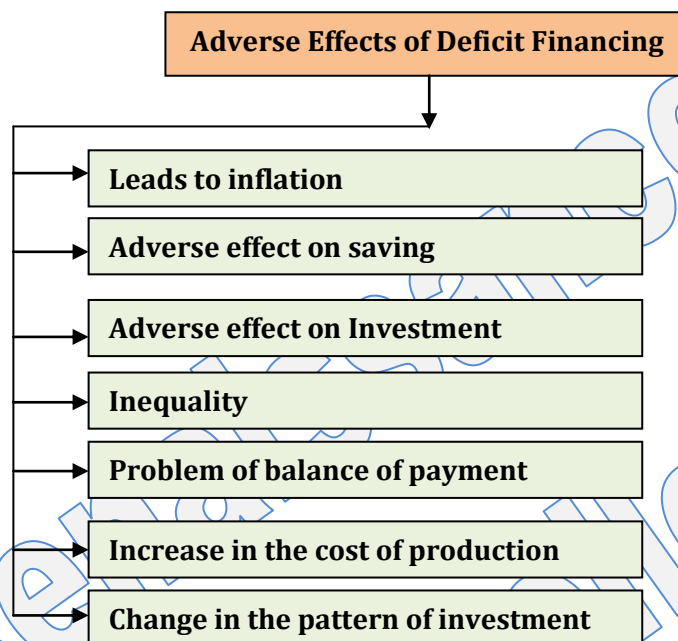 Adverse Effects of Deficit Financing
Leads to inflation
Adverse effect on saving
Adverse effect on Investment
Inequality
Problem of balance of payment
Increase in the cost of production
Change in the pattern of investment